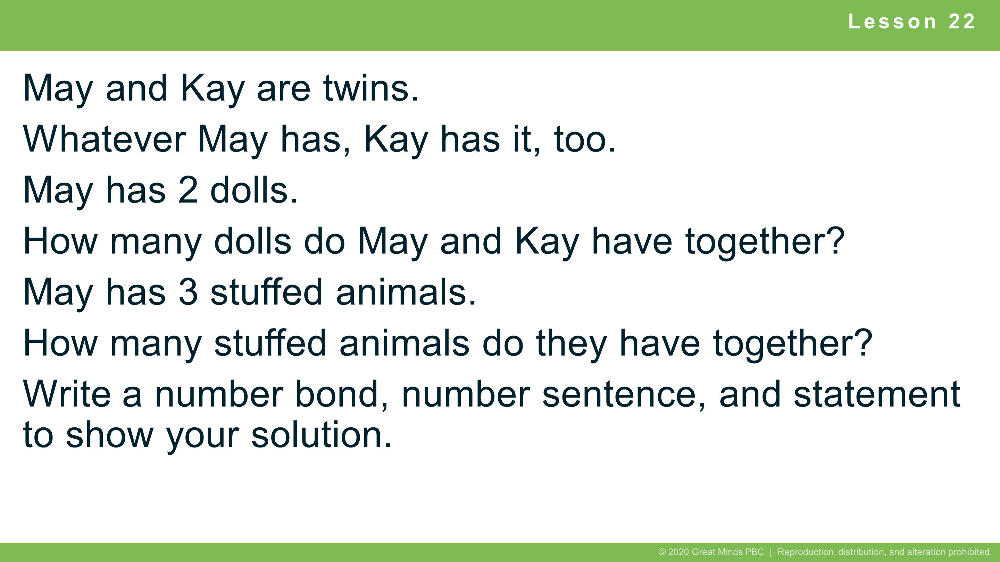 Lesson 22
May and Kay are twins.
Whatever May has, Kay has it, too.
May has 2 dolls.
How many dolls do May and Kay have together?
May has 3 stuffed animals.
How many stuffed animals do they have together?
Write a number bond, number sentence, and statement
to show your solution.
© 2020 Great Minds PBC | Reproduction, distribution, and alteration prohibited.